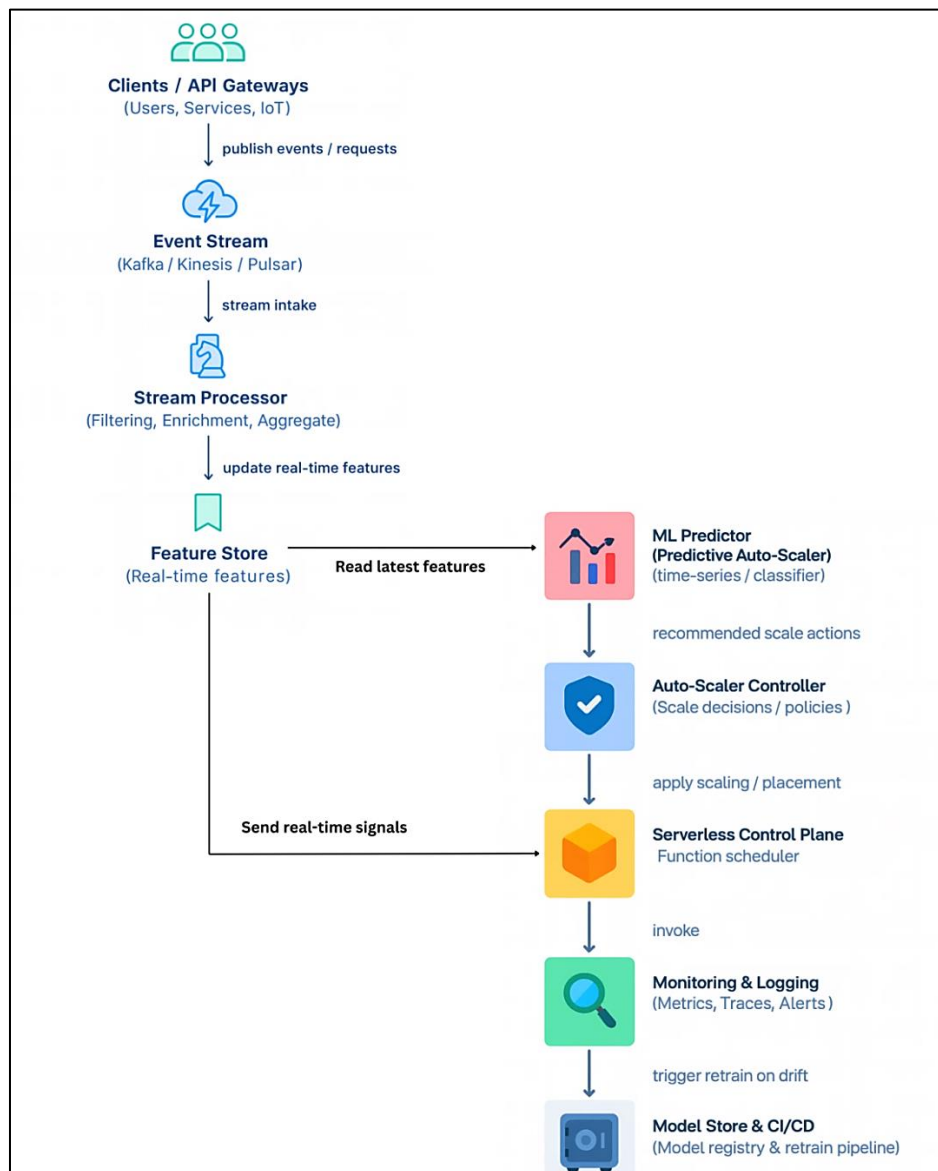 Clients / API Gateways
(Users, Services, IoT)
publish events / requests
Event Stream
(Kafka / Kinesis / Pulsar)
stream intake
Stream Processor
(Filtering, Enrichment, Aggregate)
update real-time features
Feature Store
(Real-time features)
Read latest features
ML Predictor
(Predictive Auto-Scaler)
(time-series / classifier)
recommended scale actions
Auto-Scaler Controller
(Scale decisions / policies )
apply scaling / placement
Send real-time signals
Serverless Control Plane
Function scheduler
invoke
Monitoring & Logging
(Metrics, Traces, Alerts )
trigger retrain on drift
Model Store & CI/CD
(Model registry & retrain pipeline)